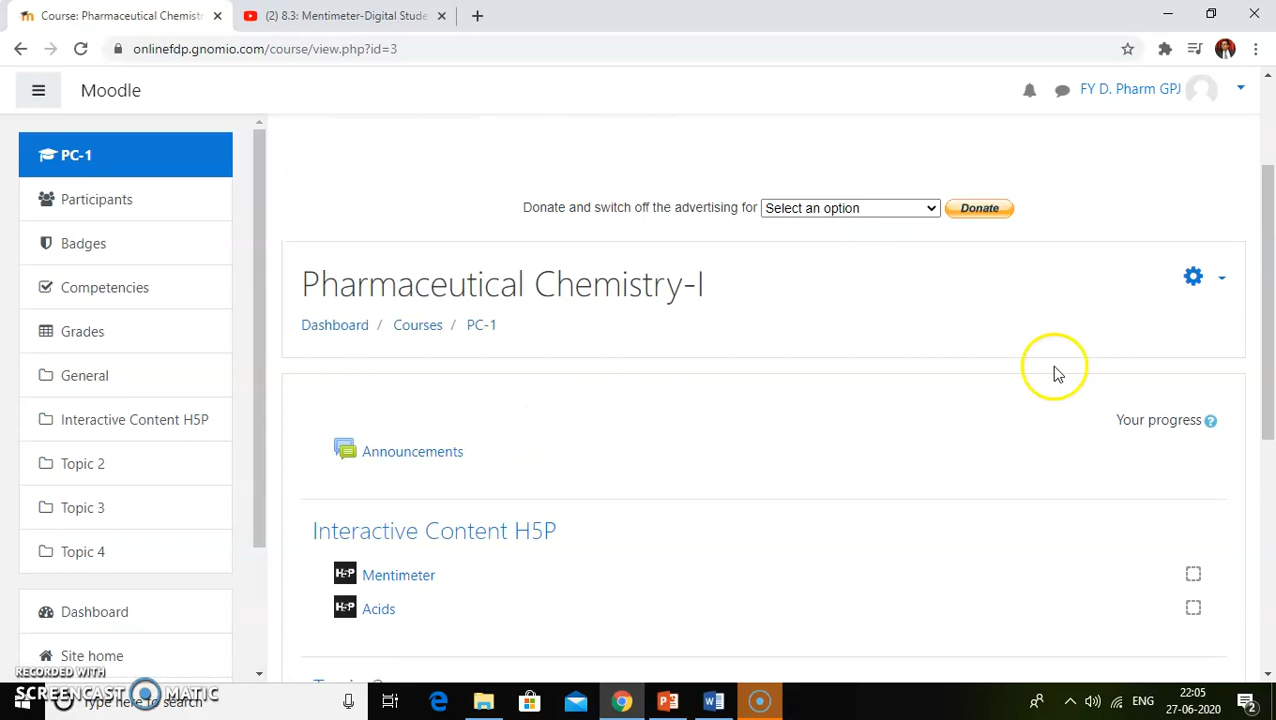 Course: Pharmaceutical Chemistr
(2) 8.3: Mentimeter-Digital Stude
onlinefdp.gnomio.com/course/view.php?id=3
Moodle
FY D. Pharm GPJ
PC-1
Participants
Badges
Competencies
Grades
General
Interactive Content H5P
Topic 2
Topic 3
Topic 4
Dashboard
Site home
Donate and switch off the advertising for
Select an option
Donate
Pharmaceutical Chemistry-I
Dashboard / Courses / PC-1
Your progress
Announcements
Interactive Content H5P
H5P Mentimeter
H5P Acids
RECORDED WITH
SCREENCAST MATIC
Type here to search
ENG
22:05
27-06-2020
2